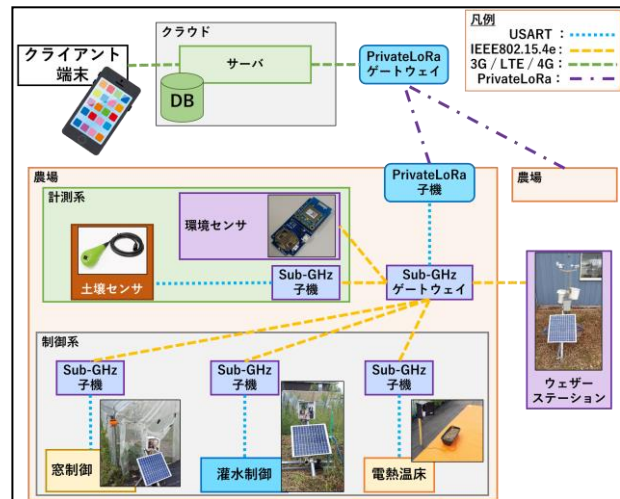 凡例
USART：
IEEE802.15.4e：
3G / LTE / 4G：
PrivateLoRa：
クラウド
クライアント
端末
サーバ
DB
PrivateLoRa
ゲートウェイ
農場
計測系
環境センサ
土壌センサ
Sub-GHz
子機
PrivateLoRa
子機
Sub-GHz
ゲートウェイ
農場
ウェザー
ステーション
制御系
Sub-GHz
子機
Sub-GHz
子機
Sub-GHz
子機
窓制御
灌水制御
電熱温床